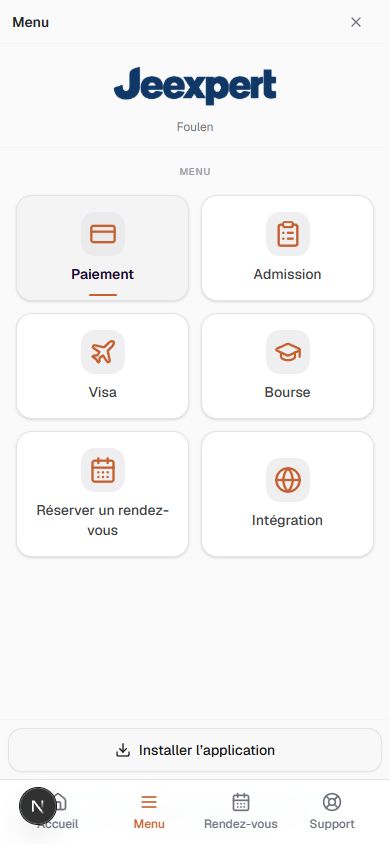 Menu
Jeexpert
Foulen
MENU
Paiement
Admission
Visa
Bourse
Réserver un rendez-
vous
Intégration
Installer l'application
N
Accueil
Menu
Rendez-vous
Support